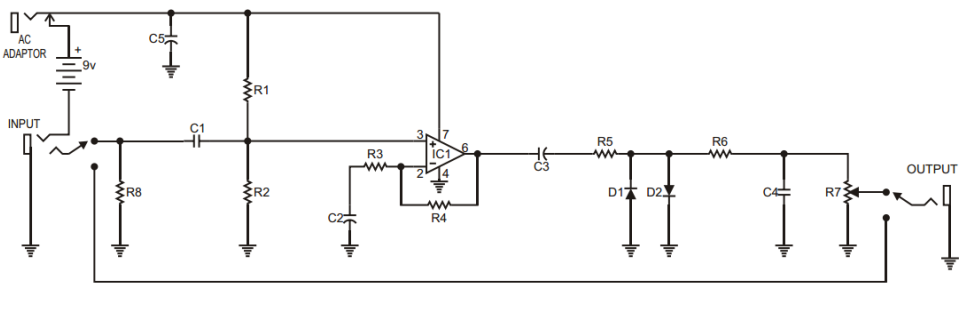 AC
ADAPTOR
+
9v
C5
R1
INPUT
C1
3
7
+
IC1
6
−
2
4
R3
R4
C2
R8
R2
C3
R5
R6
D1
D2
C4
R7
OUTPUT